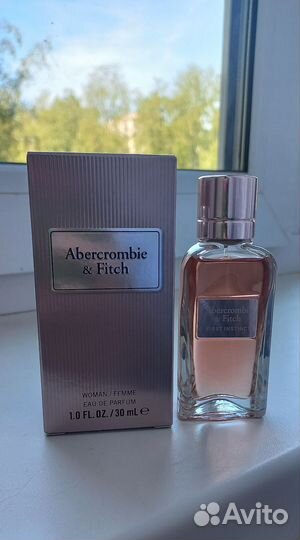 Abercrombie
& Fitch
WOMAN / FEMME
EAU DE PARFUM
1.0 FL.OZ. / 30 mL ℮
Abercrombie
& Fitch
FIRST INSTINCT
Avito